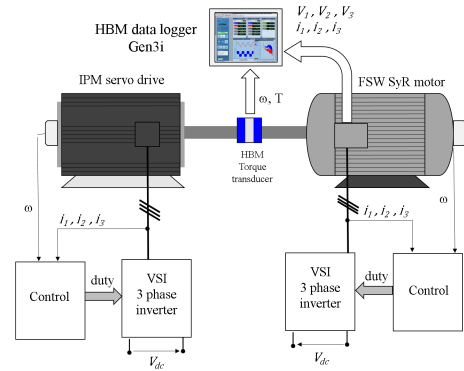 HBM data logger
Gen3i
V1, V2, V3
i1, i2, i3
IPM servo drive
FSW SyR motor
ω, T
HBM
Torque
transducer
ω
i1, i2, i3
Control
duty
VSI
3 phase
inverter
Vdc
ω
i1, i2, i3
VSI
3 phase
inverter
duty
Control
Vdc